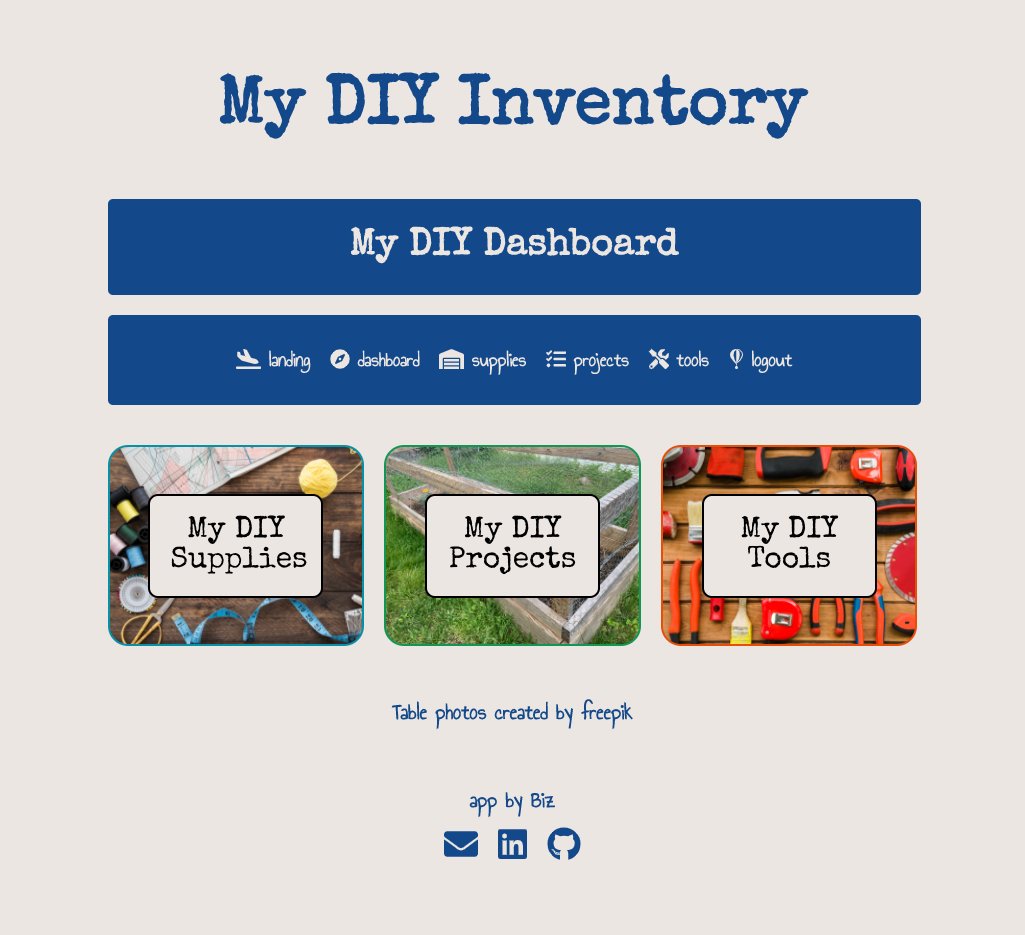 My DIY Inventory
My DIY Dashboard
landing dashboard supplies projects tools logout
My DIY
Supplies
My DIY
Projects
My DIY
Tools
Table photos created by freepik
app by Biz
in